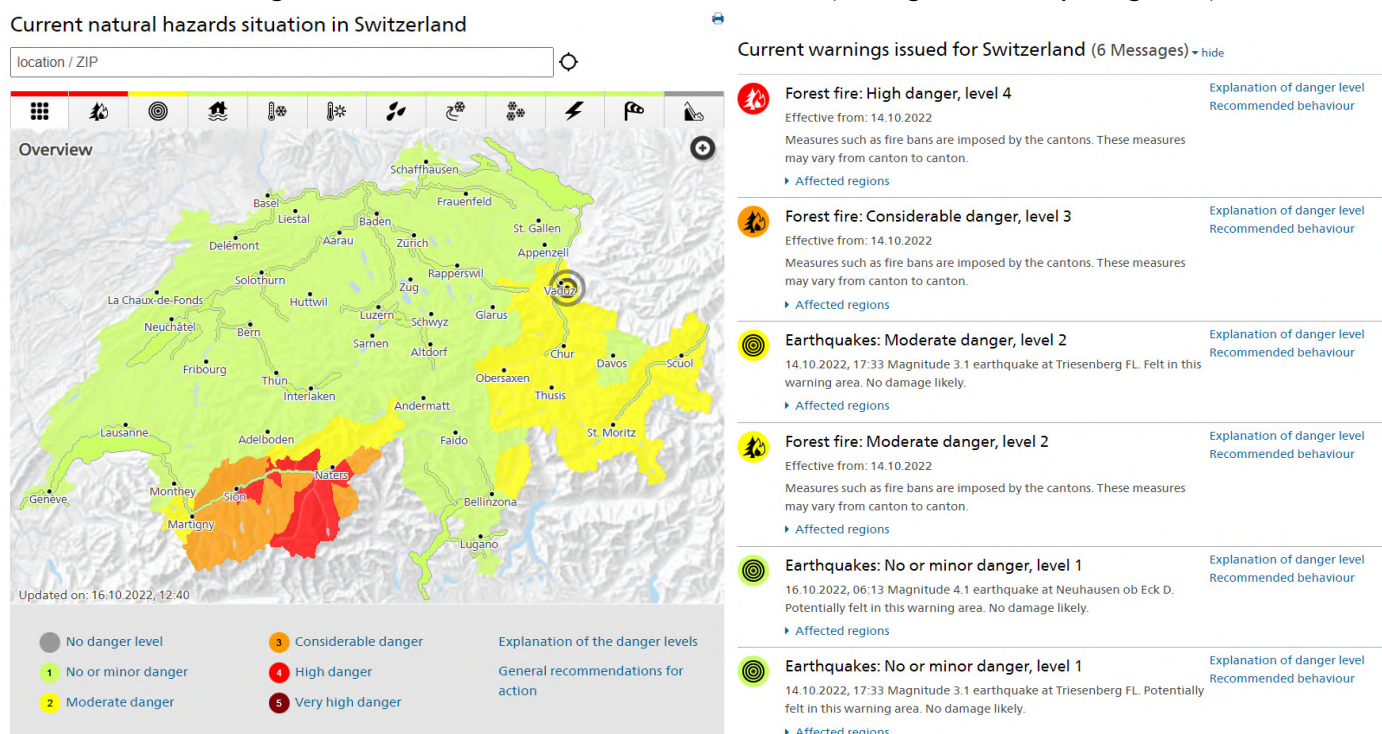 Current natural hazards situation in Switzerland
location / ZIP
Overview
Schaffhausen
Basel
Liestal
Frauenfeld
Baden
Delémont
Aarau
Zürich
St. Gallen
Appenzell
Solothurn
Rapperswil
Zug
Vaduz
La Chaux-de-Fonds
Huttwil
Luzern
Schwyz
Glarus
Neuchâtel
Bern
Sarnen
Altdorf
Chur
Davos
Scuol
Fribourg
Thun
Obersaxen
Interlaken
Thusis
Andermatt
Lausanne
Adelboden
Faido
St. Moritz
Naters
Genève
Monthey
Sion
Bellinzona
Martigny
Lugano
Updated on: 16.10.2022, 12:40
No danger level
1 No or minor danger
2 Moderate danger
3 Considerable danger
4 High danger
5 Very high danger
Explanation of the danger levels
General recommendations for
action
Current warnings issued for Switzerland (6 Messages) hide
Forest fire: High danger, level 4
Explanation of danger level
Recommended behaviour
Effective from: 14.10.2022
Measures such as fire bans are imposed by the cantons. These measures
may vary from canton to canton.
Affected regions
Forest fire: Considerable danger, level 3
Explanation of danger level
Recommended behaviour
Effective from: 14.10.2022
Measures such as fire bans are imposed by the cantons. These measures
may vary from canton to canton.
Affected regions
Earthquakes: Moderate danger, level 2
Explanation of danger level
Recommended behaviour
14.10.2022, 17:33 Magnitude 3.1 earthquake at Triesenberg FL. Felt in this
warning area. No damage likely.
Affected regions
Forest fire: Moderate danger, level 2
Explanation of danger level
Recommended behaviour
Effective from: 14.10.2022
Measures such as fire bans are imposed by the cantons. These measures
may vary from canton to canton.
Affected regions
Earthquakes: No or minor danger, level 1
Explanation of danger level
Recommended behaviour
16.10.2022, 06:13 Magnitude 4.1 earthquake at Neuhausen ob Eck D.
Potentially felt in this warning area. No damage likely.
Affected regions
Earthquakes: No or minor danger, level 1
Explanation of danger level
Recommended behaviour
14.10.2022, 17:33 Magnitude 3.1 earthquake at Triesenberg FL. Potentially
felt in this warning area. No damage likely.
Affected regions